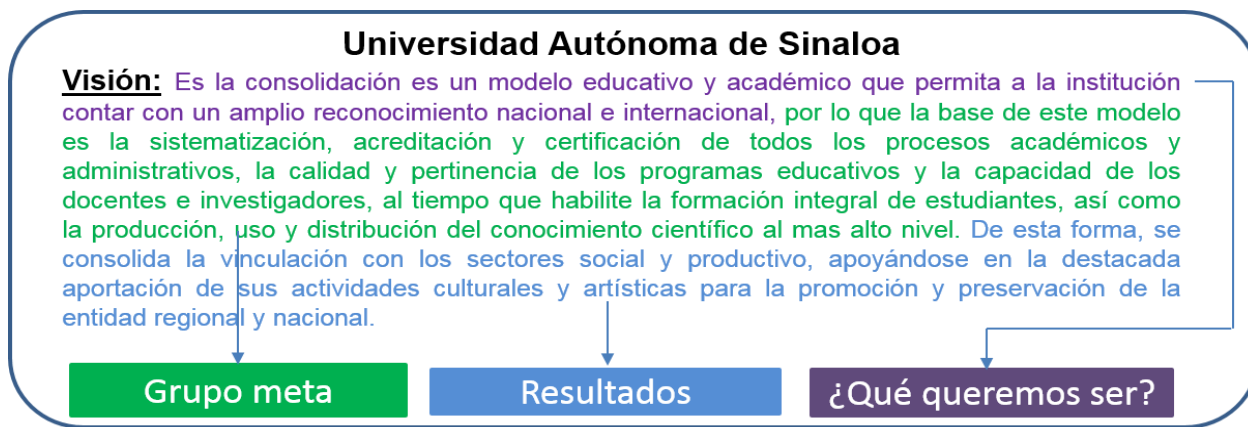 Universidad Autónoma de Sinaloa
Visión: Es la consolidación es un modelo educativo y académico que permita a la institución
contar con un amplio reconocimiento nacional e internacional, por lo que la base de este modelo
es la sistematización, acreditación y certificación de todos los procesos académicos y
administrativos, la calidad y pertinencia de los programas educativos y la capacidad de los
docentes e investigadores, al tiempo que habilite la formación integral de estudiantes, así como
la producción, uso y distribución del conocimiento científico al mas alto nivel. De esta forma, se
consolida la vinculación con los sectores social y productivo, apoyándose en la destacada
aportación de sus actividades culturales y artísticas para la promoción y preservación de la
entidad regional y nacional.
Grupo meta
Resultados
¿Qué queremos ser?